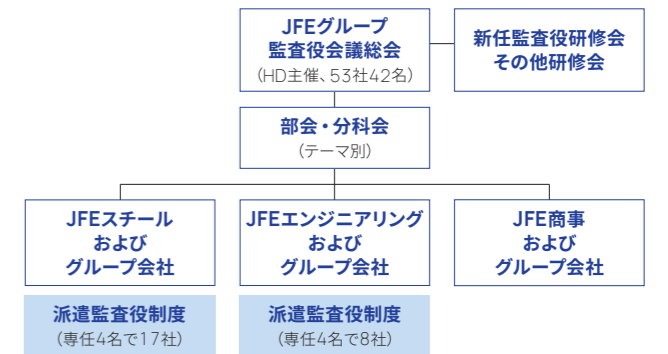 JFEグループ
監査役会議総会
（HD主催、53社42名）
新任監査役研修会
その他研修会
部会・分科会
（テーマ別）
JFEスチール
および
グループ会社
JFEエンジニアリング
および
グループ会社
JFE商事
および
グループ会社
派遣監査役制度
（専任4名で17社）
派遣監査役制度
（専任4名で8社）